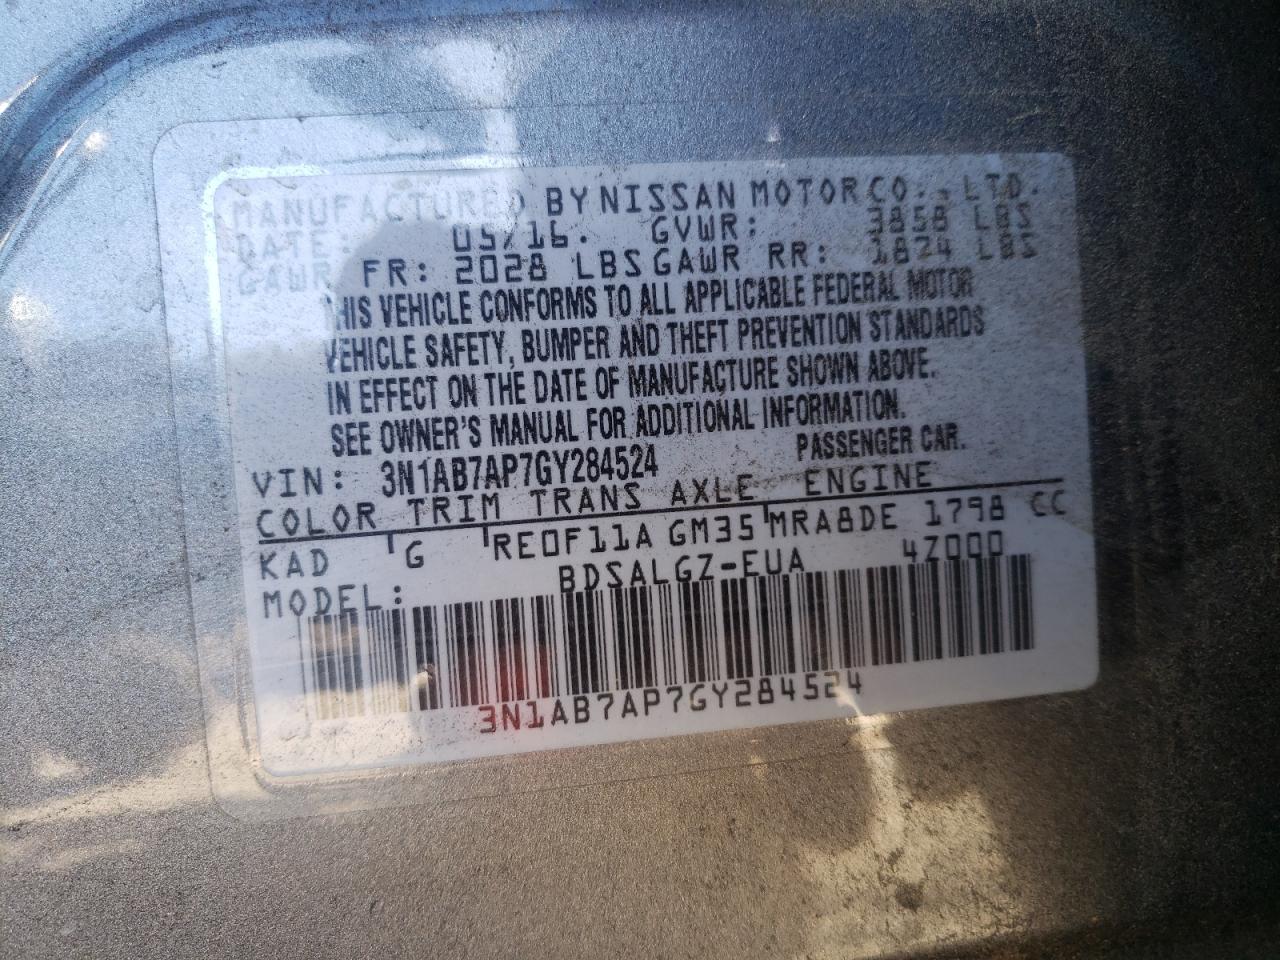 MANUFACTURED BY NISSAN MOTOR CO., LTD.
DATE: 05/16. GVWR: 3858 LBS
GAWR FR: 2028 LBS GAWR RR: 1824 LBS
THIS VEHICLE CONFORMS TO ALL APPLICABLE FEDERAL MOTOR
VEHICLE SAFETY, BUMPER AND THEFT PREVENTION STANDARDS
IN EFFECT ON THE DATE OF MANUFACTURE SHOWN ABOVE.
SEE OWNER'S MANUAL FOR ADDITIONAL INFORMATION.
VIN: 3N1AB7AP7GY284524 PASSENGER CAR.
COLOR TRIM TRANS AXLE ENGINE
KAD G RE0F11A GM35 MRA8DE 1798 CC
MODEL: BDSALGZ-EUA 4Z000
3N1AB7AP7GY284524